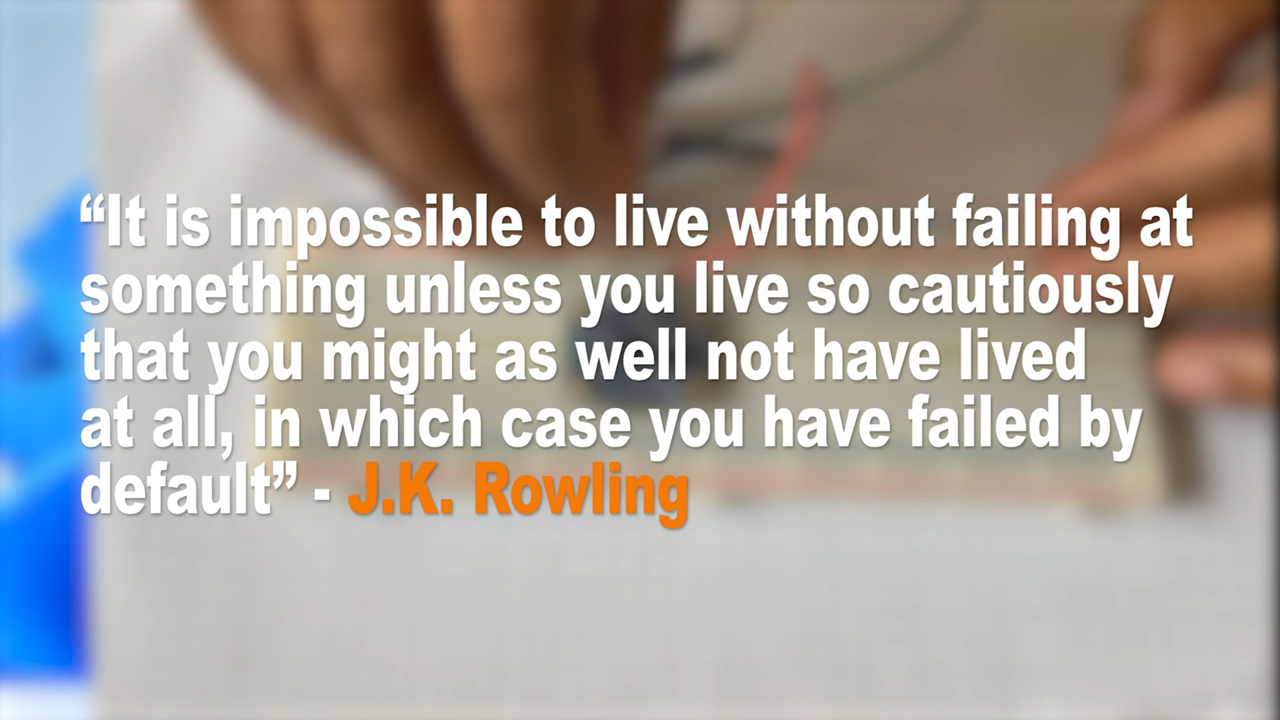 “It is impossible to live without failing at
something unless you live so cautiously
that you might as well not have lived
at all, in which case you have failed by
default” - J.K. Rowling